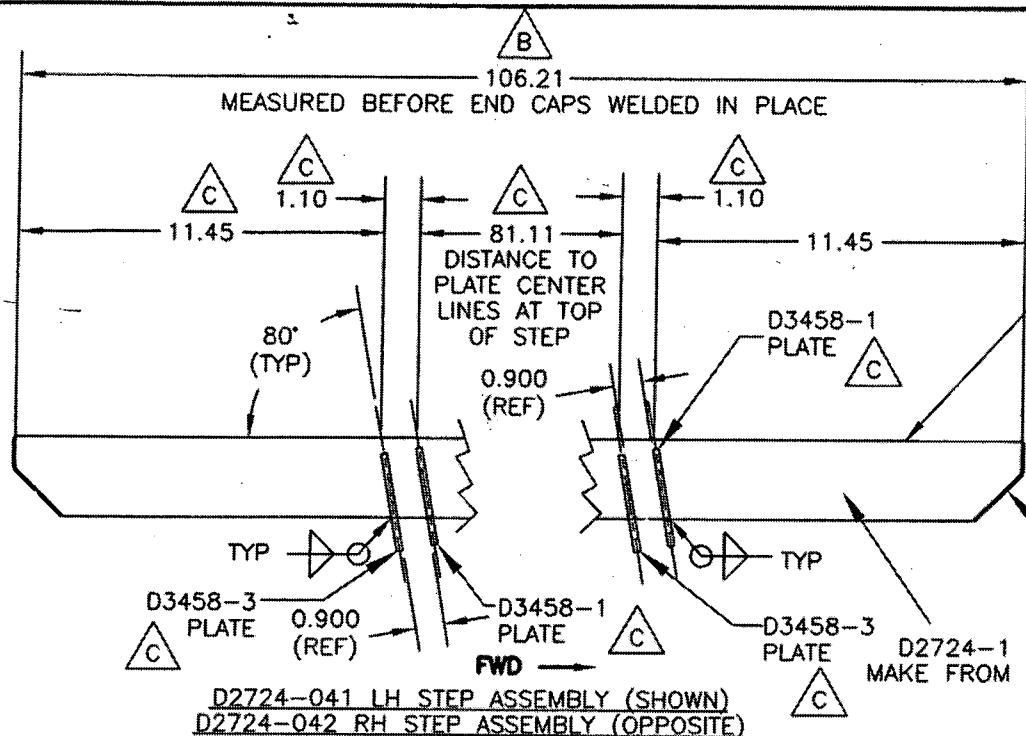 B
106.21
MEASURED BEFORE END CAPS WELDED IN PLACE
C
C
C
C
1.10
1.10
11.45
81.11
11.45
DISTANCE TO
PLATE CENTER
LINES AT TOP
OF STEP
80°
(TYP)
0.900
(REF)
D3458-1
PLATE
C
TYP
TYP
D3458-3
PLATE
C
0.900
(REF)
D3458-1
PLATE
C
D3458-3
PLATE
C
D2724-1
MAKE FROM
FWD
D2724-041 LH STEP ASSEMBLY (SHOWN)
D2724-042 RH STEP ASSEMBLY (OPPOSITE)